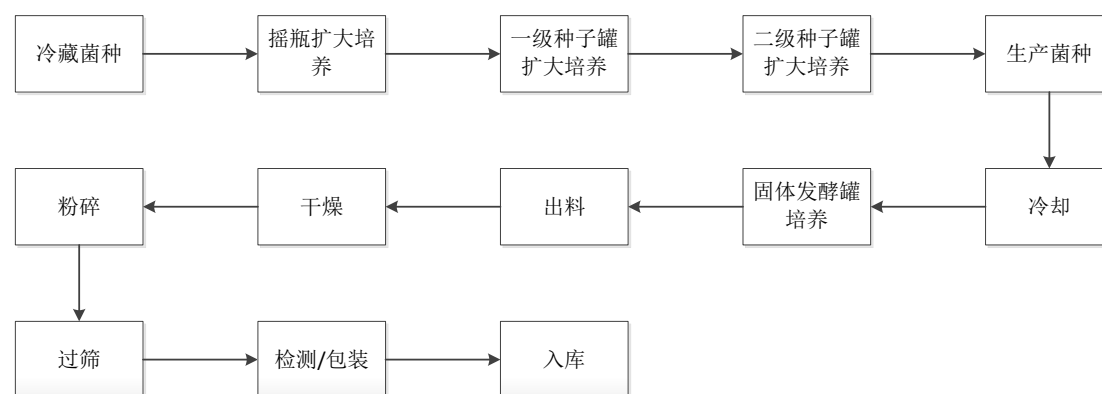 冷藏菌种
摇瓶扩大培
养
一级种子罐
扩大培养
二级种子罐
扩大培养
生产菌种
粉碎
干燥
出料
固体发酵罐
培养
冷却
过筛
检测/包装
入库